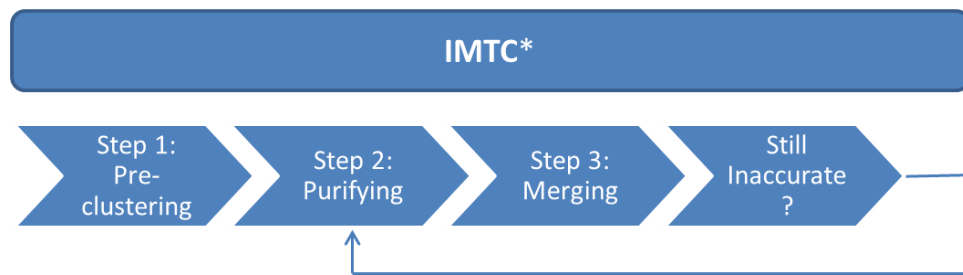 IMTC*
Step 1:
Pre-
clustering
Step 2:
Purifying
Step 3:
Merging
Still
Inaccurate
?